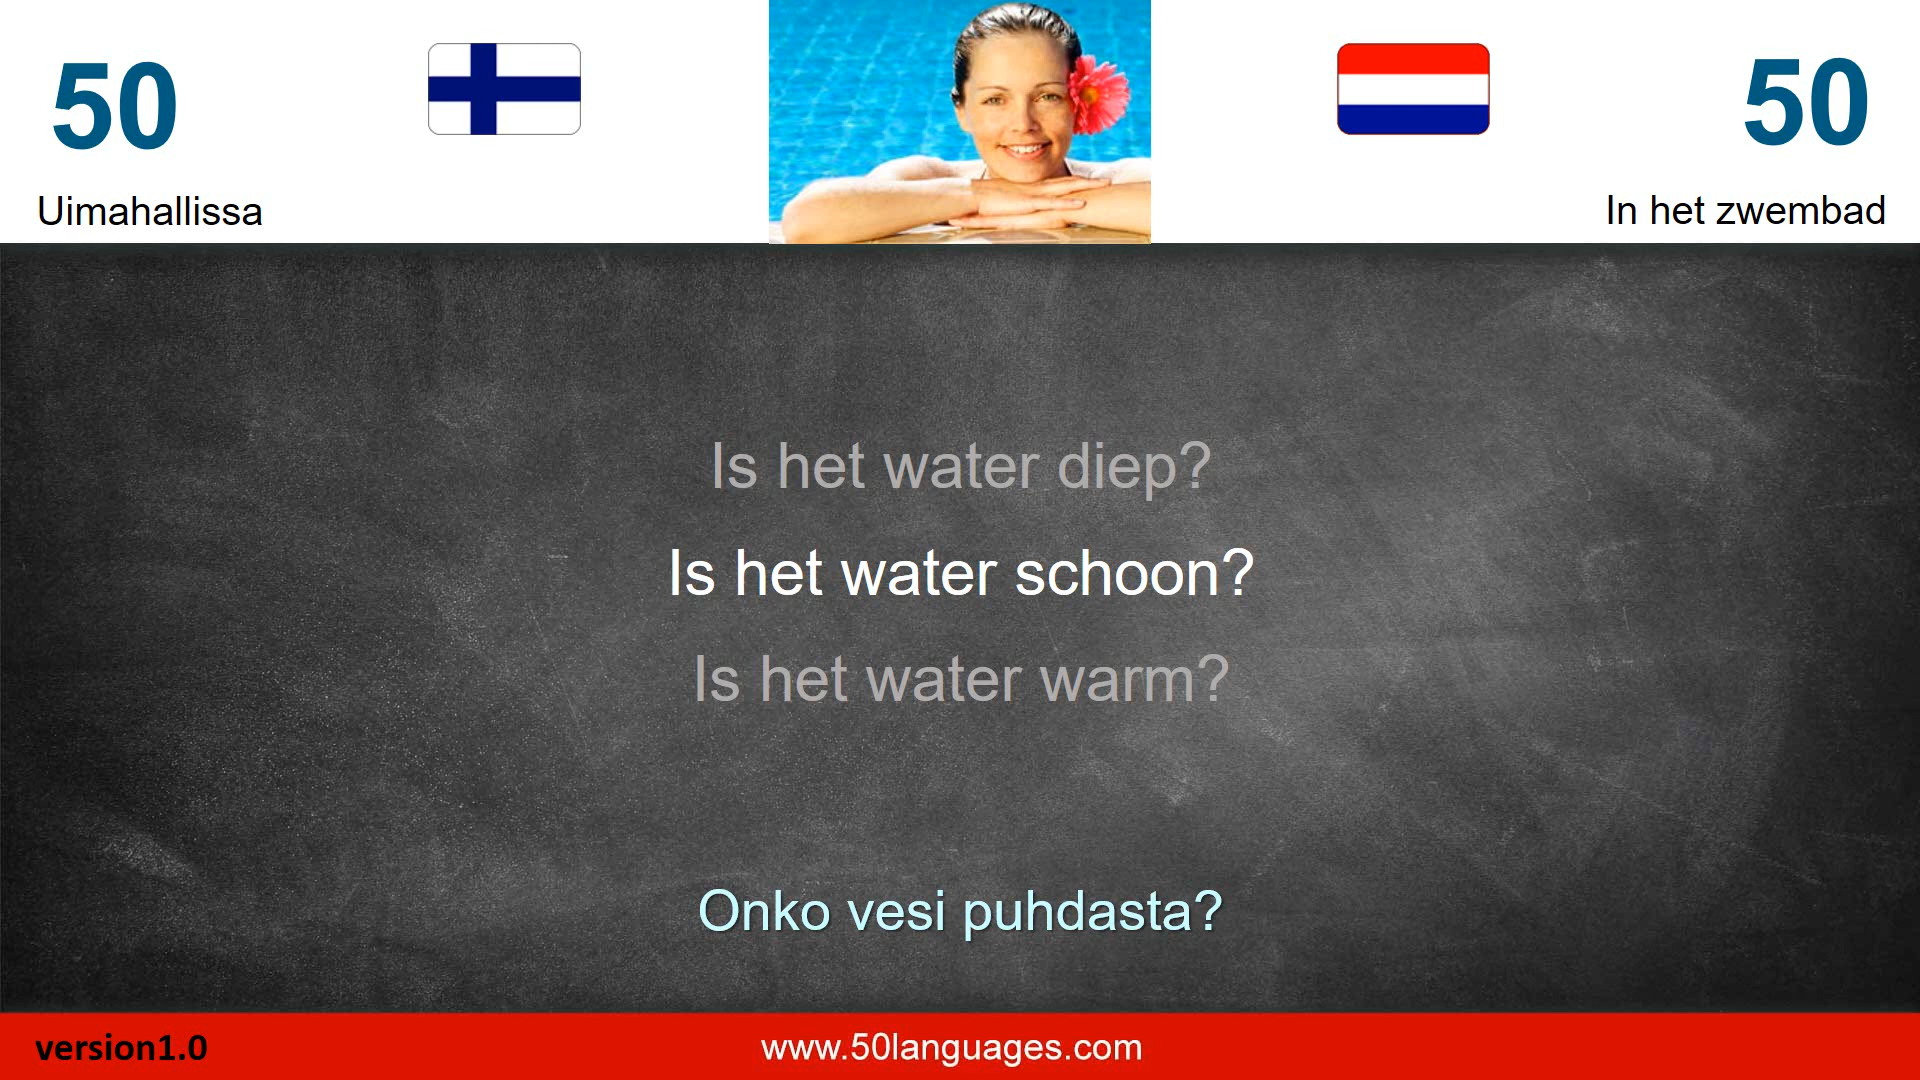 50
50
Uimahallissa
In het zwembad
Is het water diep?
Is het water schoon?
Is het water warm?
Onko vesi puhdasta?
version1.0
www.50languages.com